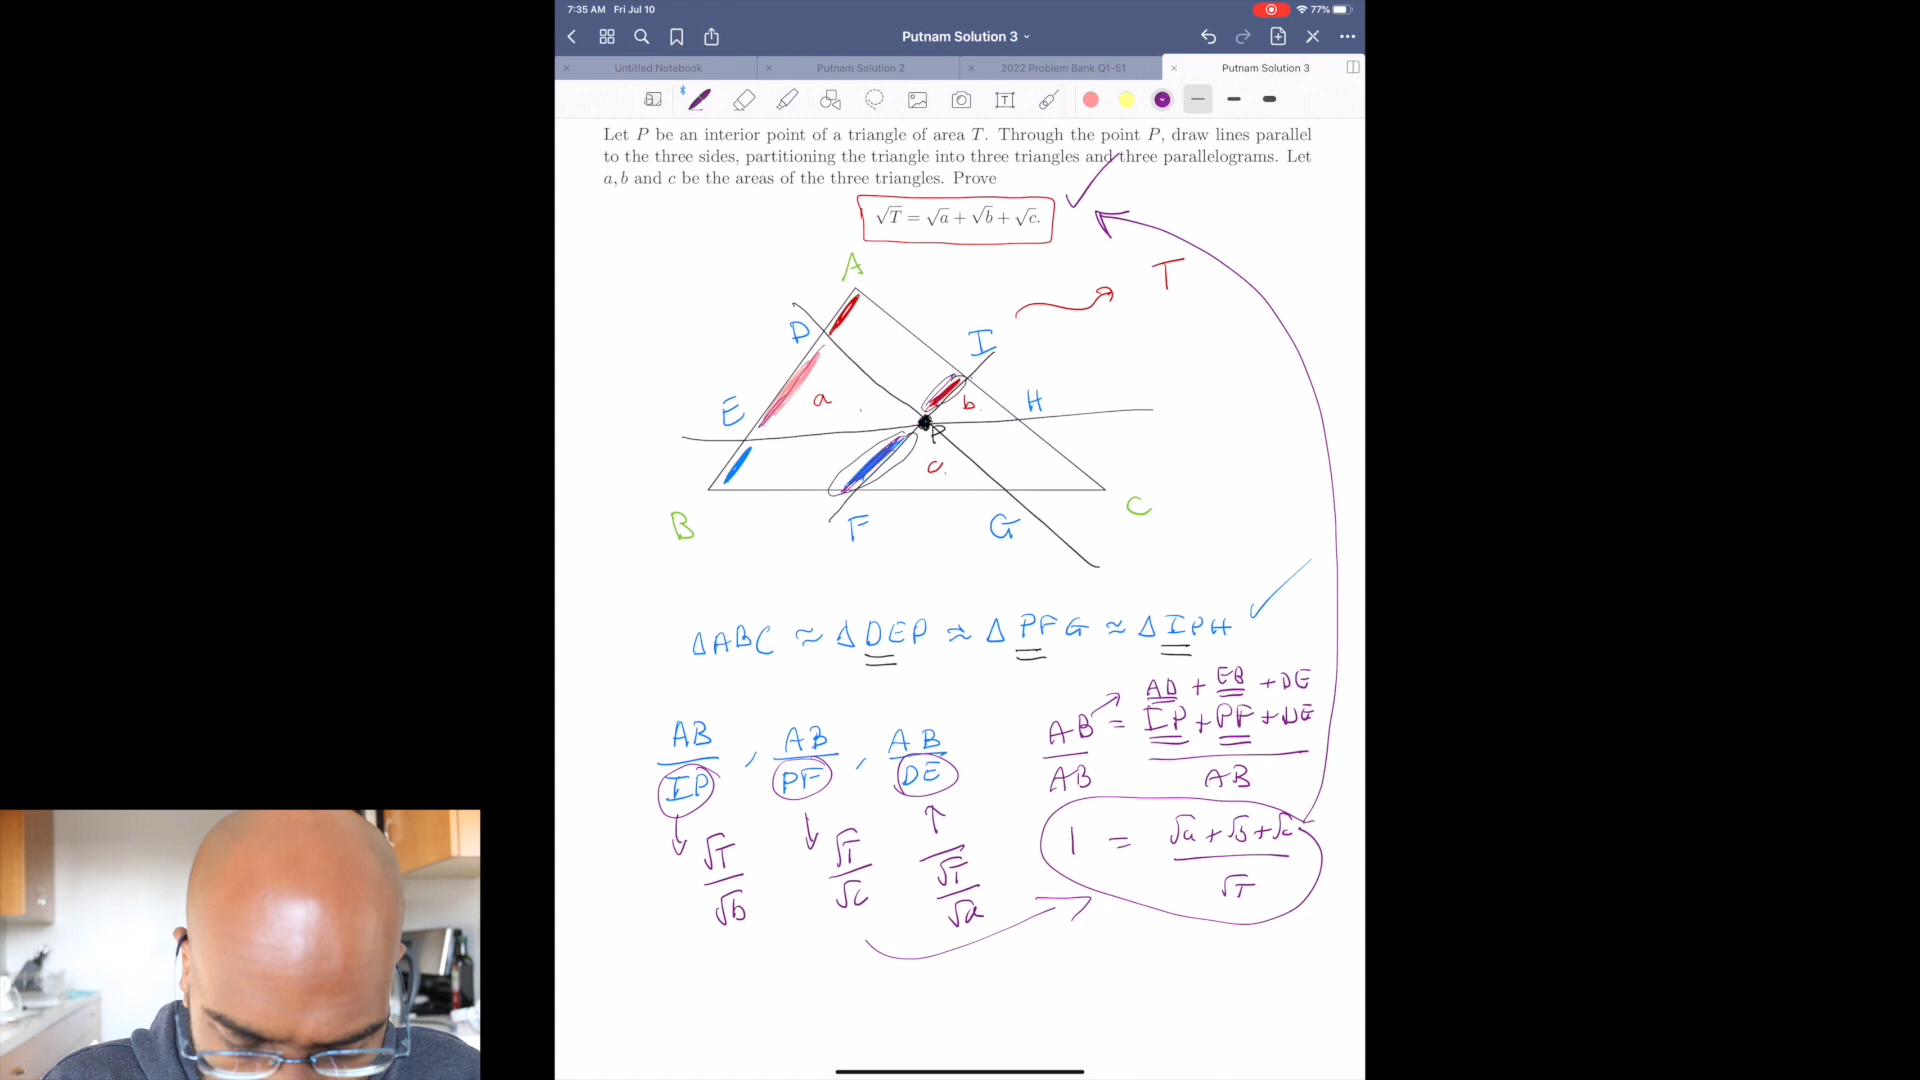 7:35 AM Fri Jul 10 77%
Putnam Solution 3
Untitled Notebook Putnam Solution 2 2022 Problem Bank Q1-51 Putnam Solution 3
Let P be an interior point of a triangle of area T. Through the point P, draw lines parallel
to the three sides, partitioning the triangle into three triangles and three parallelograms. Let
a, b and c be the areas of the three triangles. Prove
√T = √a + √b + √c.
A
T
D
I
E
a
b.
H
P
c.
B
F
G
C
ΔABC ≈ Δ DEP ≈ Δ PFG ≈ Δ IPH
AD + EB + DE
AB = IP + PF + DE
AB AB
AB , AB , AB
IP PF DE
1 = √a + √b + √c
√T
√T √T √T
√b √c √a